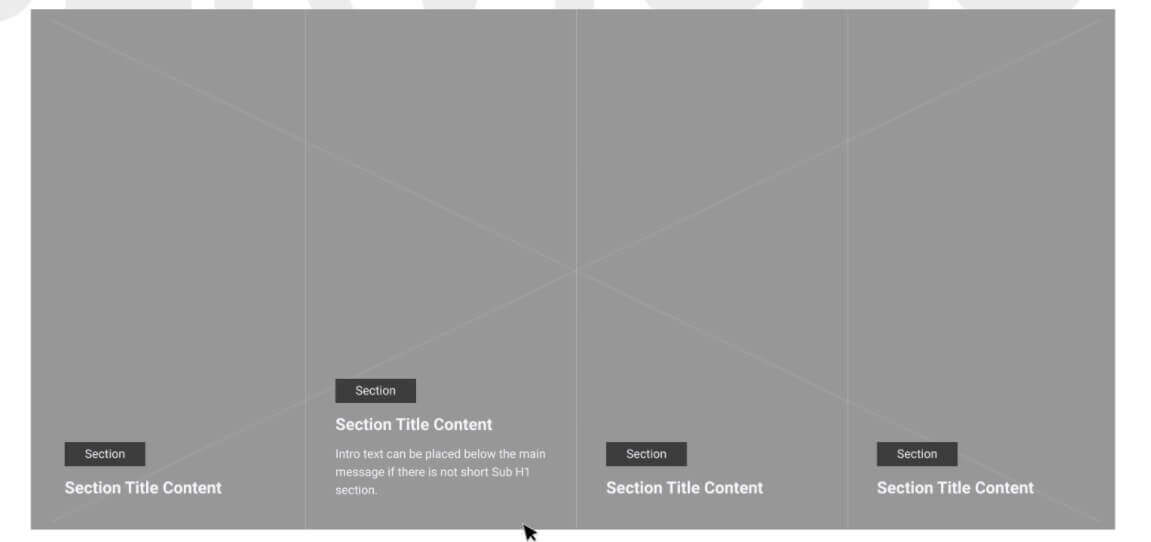 Section
Section Title Content
Section
Section Title Content
Intro text can be placed below the main
message if there is not short Sub H1
section.
Section
Section Title Content
Section
Section Title Content